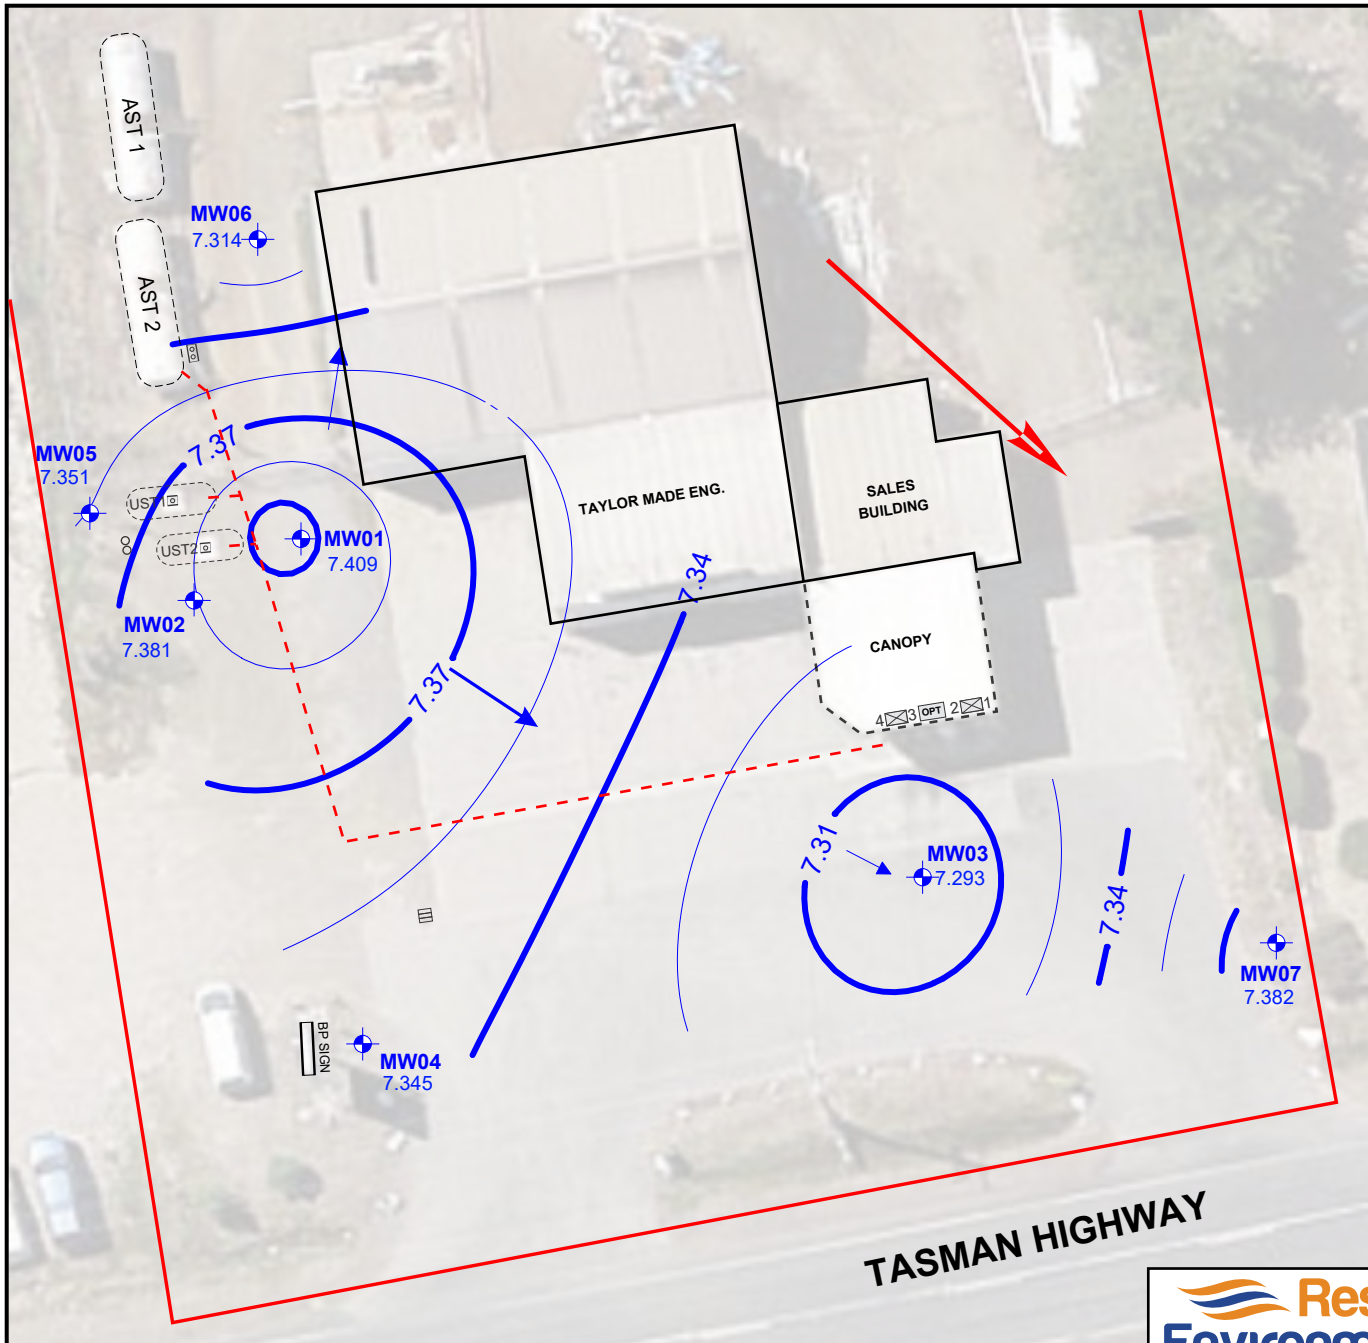 AST 1
AST 2
MW06
7.314
7.37
MW05
7.351
UST1
UST2
MW01
7.409
MW02
7.381
7.37
TAYLOR MADE ENG.
SALES
BUILDING
7.34
CANOPY
4 3 OPT 2 1
7.31
MW03
7.293
7.34
MW07
7.382
BP SIGN
MW04
7.345
TASMAN HIGHWAY
Res